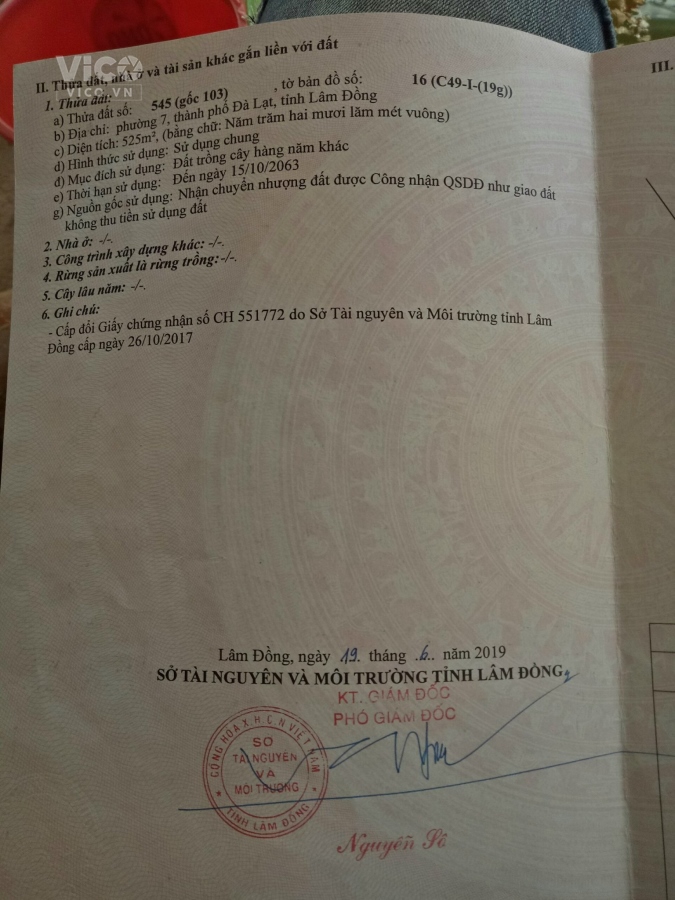 ViCO
VICC.VN
II. Thửa đất, nhà ở và tài sản khác gắn liền với đất
III.
1. Thửa đất:
a) Thửa đất số: 545 (gốc 103) , tờ bản đồ số: 16 (C49-I-(19g))
b) Địa chỉ: phường 7, thành phố Đà Lạt, tỉnh Lâm Đồng
c) Diện tích: 525m², (bằng chữ: Năm trăm hai mươi lăm mét vuông)
d) Hình thức sử dụng: Sử dụng chung
đ) Mục đích sử dụng: Đất trồng cây hàng năm khác
e) Thời hạn sử dụng: Đến ngày 15/10/2063
g) Nguồn gốc sử dụng: Nhận chuyển nhượng đất được Công nhận QSDĐ như giao đất
không thu tiền sử dụng đất
2. Nhà ở: -/-.
3. Công trình xây dựng khác: -/-.
4. Rừng sản xuất là rừng trồng: -/-.
5. Cây lâu năm: -/-.
6. Ghi chú:
- Cấp đổi Giấy chứng nhận số CH 551772 do Sở Tài nguyên và Môi trường tỉnh Lâm
Đồng cấp ngày 26/10/2017
Lâm Đồng, ngày 19. tháng .6.. năm 2019
SỞ TÀI NGUYÊN VÀ MÔI TRƯỜNG TỈNH LÂM ĐỒNG
KT. GIÁM ĐỐC
PHÓ GIÁM ĐỐC
CỘNG HÒA X.H.C.N VIỆT NAM
SỞ
TÀI NGUYÊN
VÀ
MÔI TRƯỜNG
TỈNH LÂM ĐỒNG
Nguyễn